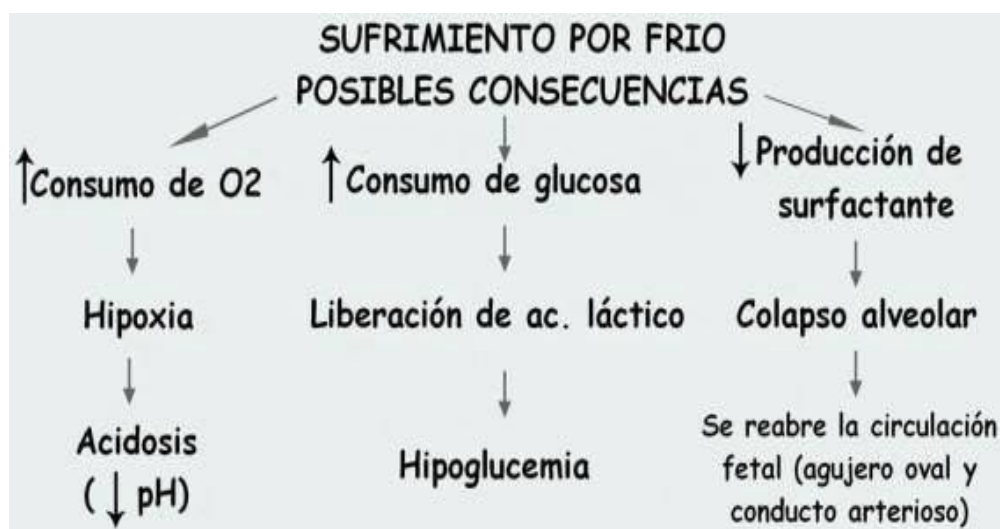 SUFRIMIENTO POR FRIO
POSIBLES CONSECUENCIAS
↑Consumo de O2
Hipoxia
Acidosis
(↓ pH)
↑ Consumo de glucosa
Liberación de ac. láctico
Hipoglucemia
↓ Producción de
surfactante
Colapso alveolar
Se reabre la circulación
fetal (agujero oval y
conducto arterioso)